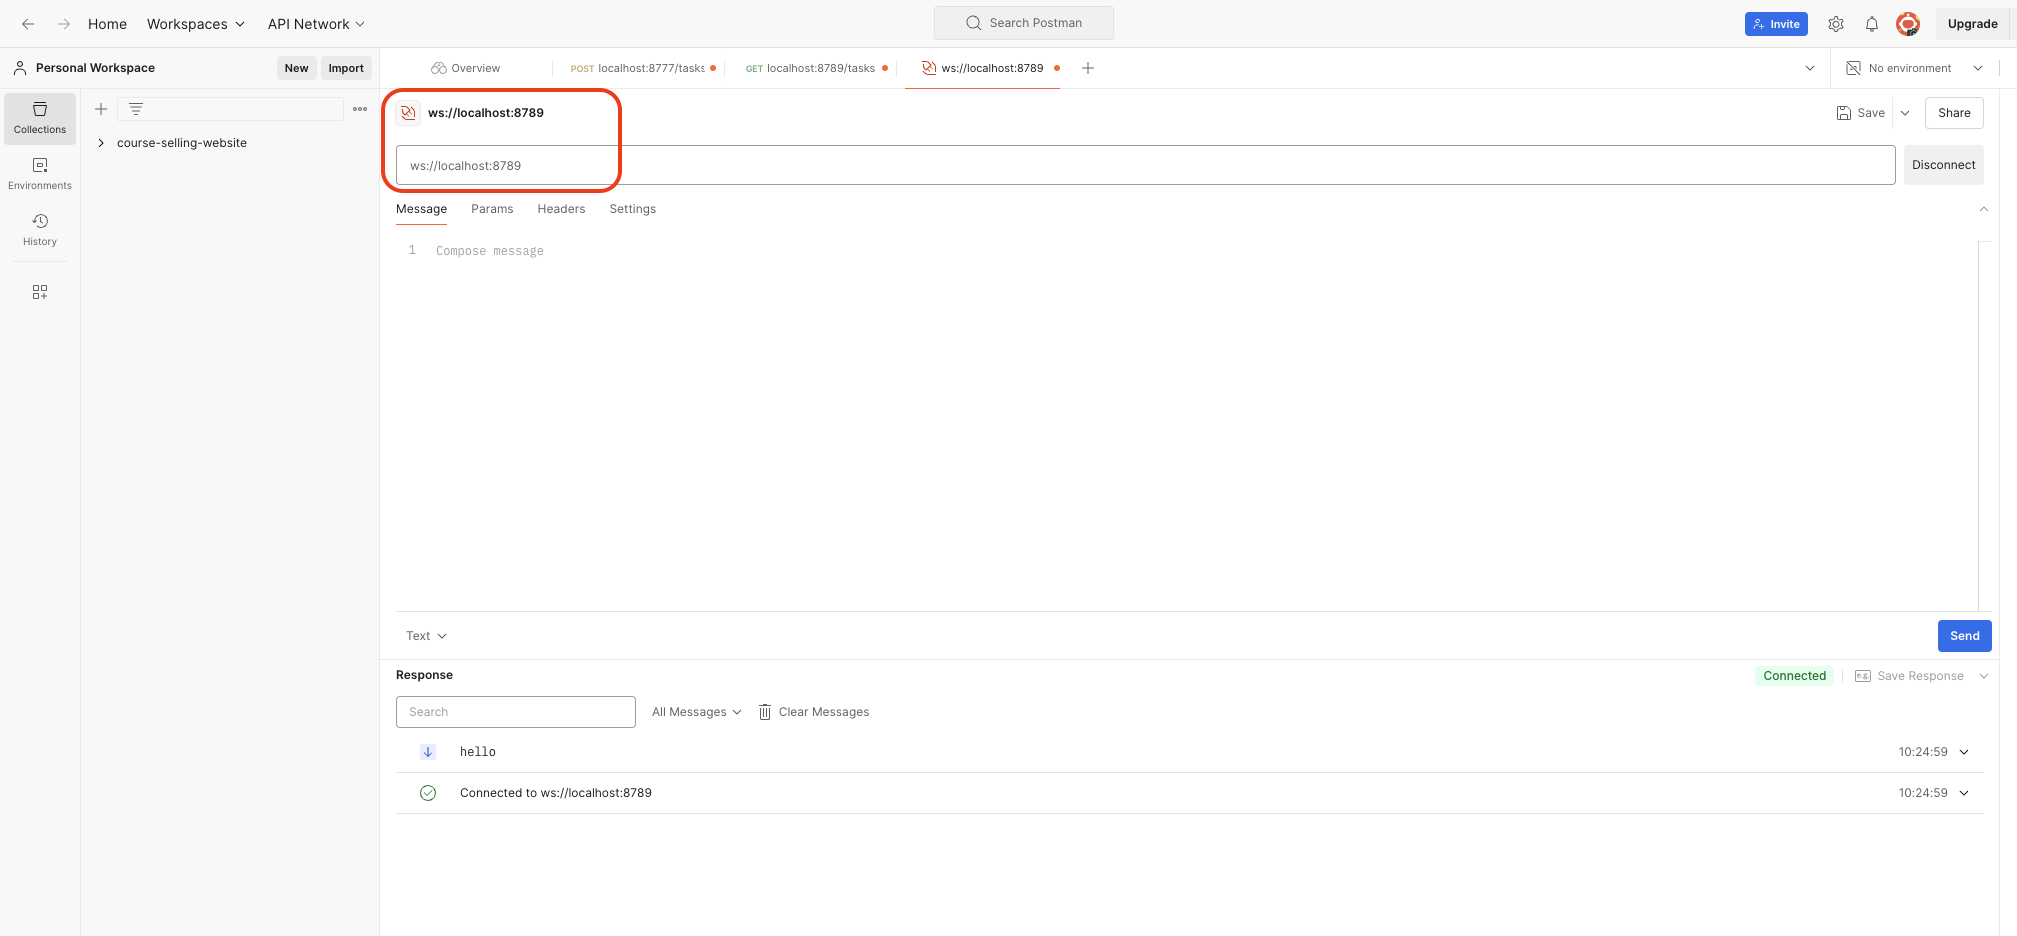 Home Workspaces API Network Search Postman Invite Upgrade
Personal Workspace New Import Overview POST localhost:8777/tasks GET localhost:8789/tasks ws://localhost:8789 No environment
Collections
course-selling-website
Environments
History
ws://localhost:8789 Save Share
ws://localhost:8789 Disconnect
Message Params Headers Settings
1 Compose message
Text Send
Response Connected Save Response
Search All Messages Clear Messages
hello 10:24:59
Connected to ws://localhost:8789 10:24:59